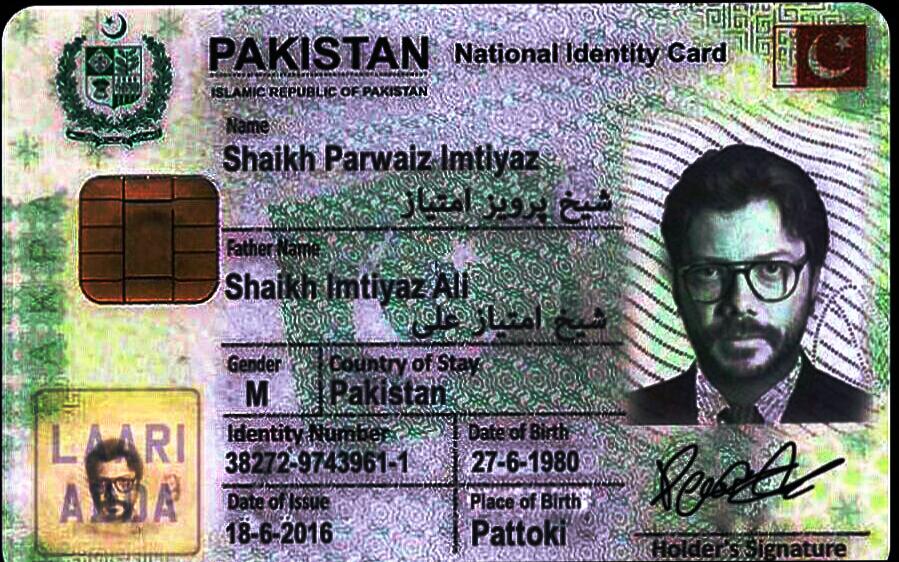 PAKISTAN National Identity Card
ISLAMIC REPUBLIC OF PAKISTAN
Name
Shaikh Parwaiz Imtiyaz
شیخ پرویز امتیاز
Father Name
Shaikh Imtiyaz Ali
شیخ امتیاز علی
Gender
M
Country of Stay
Pakistan
Identity Number
38272-9743961-1
Date of Birth
27-6-1980
Date of Issue
18-6-2016
Place of Birth
Pattoki
LAARI
ADDA
Holder's Signature